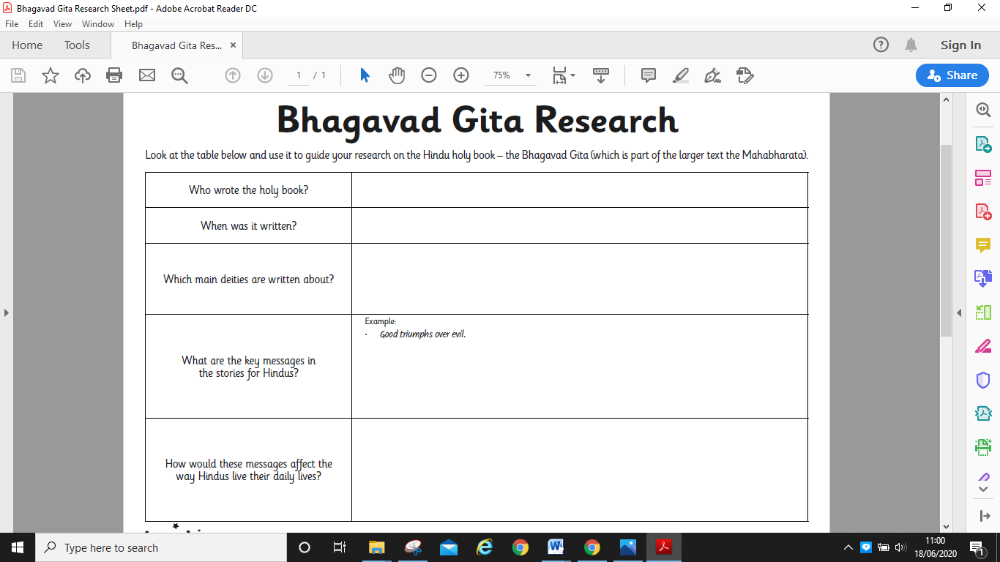 Bhagavad Gita Research Sheet.pdf - Adobe Acrobat Reader DC
File Edit View Window Help
Home Tools Bhagavad Gita Res... × Sign In
1 / 1 75% Share
Bhagavad Gita Research
Look at the table below and use it to guide your research on the Hindu holy book – the Bhagavad Gita (which is part of the larger text the Mahabharata).
Who wrote the holy book?
When was it written?
Which main deities are written about?
Example:
• Good triumphs over evil.
What are the key messages in
the stories for Hindus?
How would these messages affect the
way Hindus live their daily lives?
Type here to search
11:00
18/06/2020
1